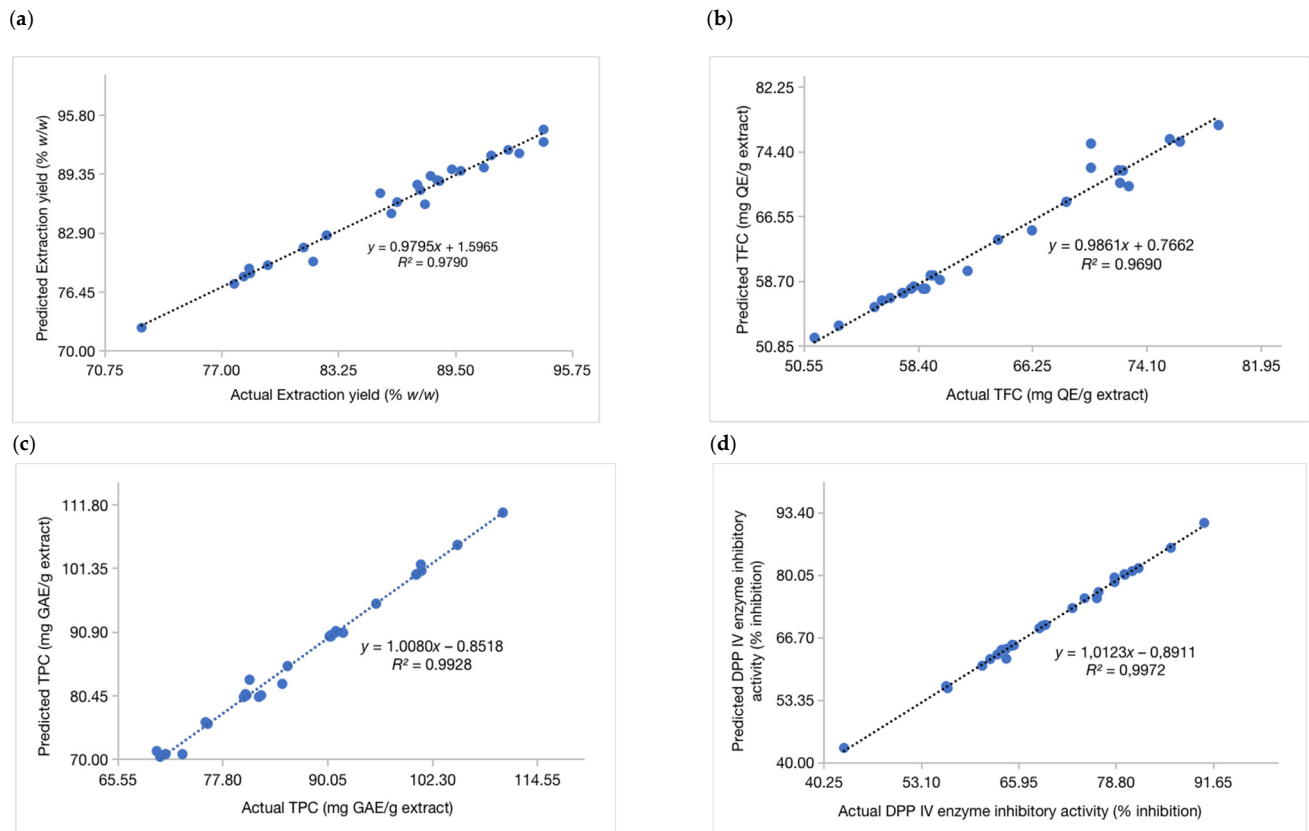 (a)
95.80
89.35
82.90
76.45
70.00
Predicted Extraction yield (% w/w)
y = 0.9795x + 1.5965
R² = 0.9790
70.75 77.00 83.25 89.50 95.75
Actual Extraction yield (% w/w)
(b)
82.25
74.40
66.55
58.70
50.85
Predicted TFC (mg QE/g extract)
y = 0.9861x + 0.7662
R² = 0.9690
50.55 58.40 66.25 74.10 81.95
Actual TFC (mg QE/g extract)
(c)
111.80
101.35
90.90
80.45
70.00
Predicted TPC (mg GAE/g extract)
y = 1.0080x – 0.8518
R² = 0.9928
65.55 77.80 90.05 102.30 114.55
Actual TPC (mg GAE/g extract)
(d)
93.40
80.05
66.70
53.35
40.00
Predicted DPP IV enzyme inhibitory
activity (% inhibition)
y = 1,0123x – 0,8911
R² = 0,9972
40.25 53.10 65.95 78.80 91.65
Actual DPP IV enzyme inhibitory activity (% inhibition)